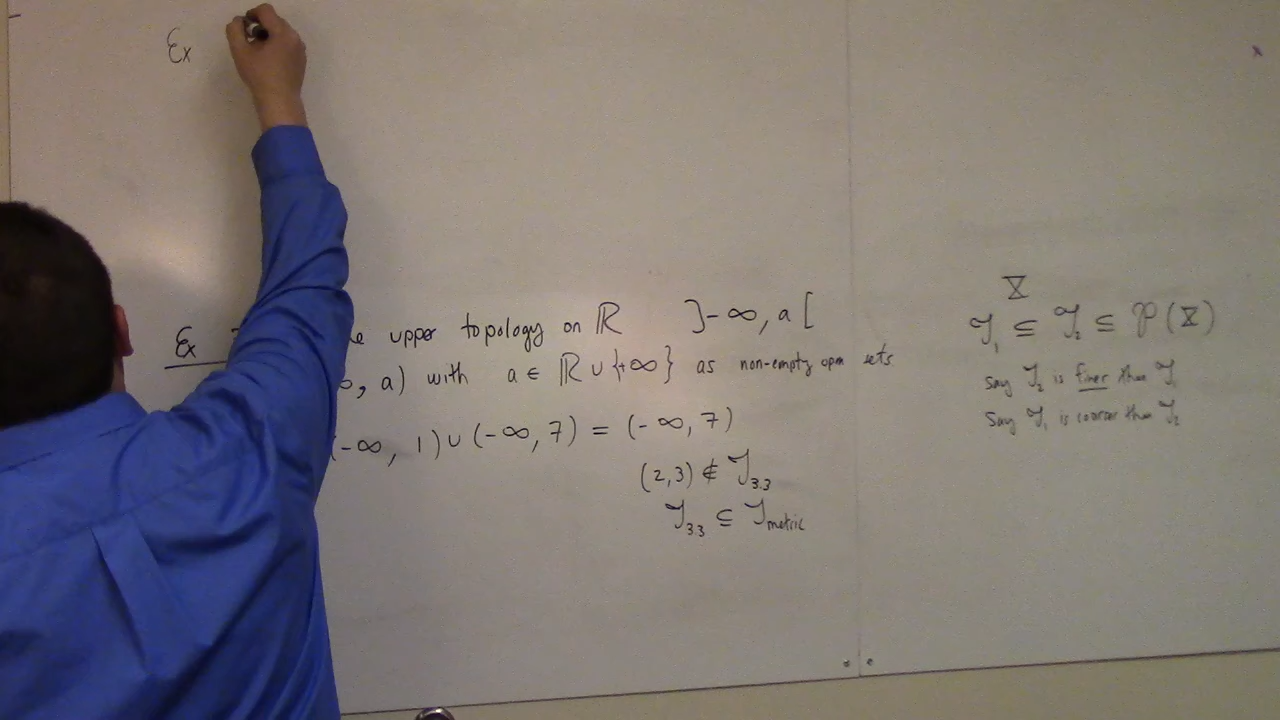 Ex
Ex upper topology on ℝ ]-∞, a[
, a) with a ∈ ℝ ∪ {+∞} as non-empty open sets
(-∞, 1) ∪ (-∞, 7) = (-∞, 7)
(2,3) ∉ 𝒯₃.₃
𝒯₃.₃ ⊆ 𝒯metric
X
𝒯₁ ⊆ 𝒯₂ ⊆ 𝒫(X)
say 𝒯₂ is finer than 𝒯₁
Say 𝒯₁ is coarser than 𝒯₂